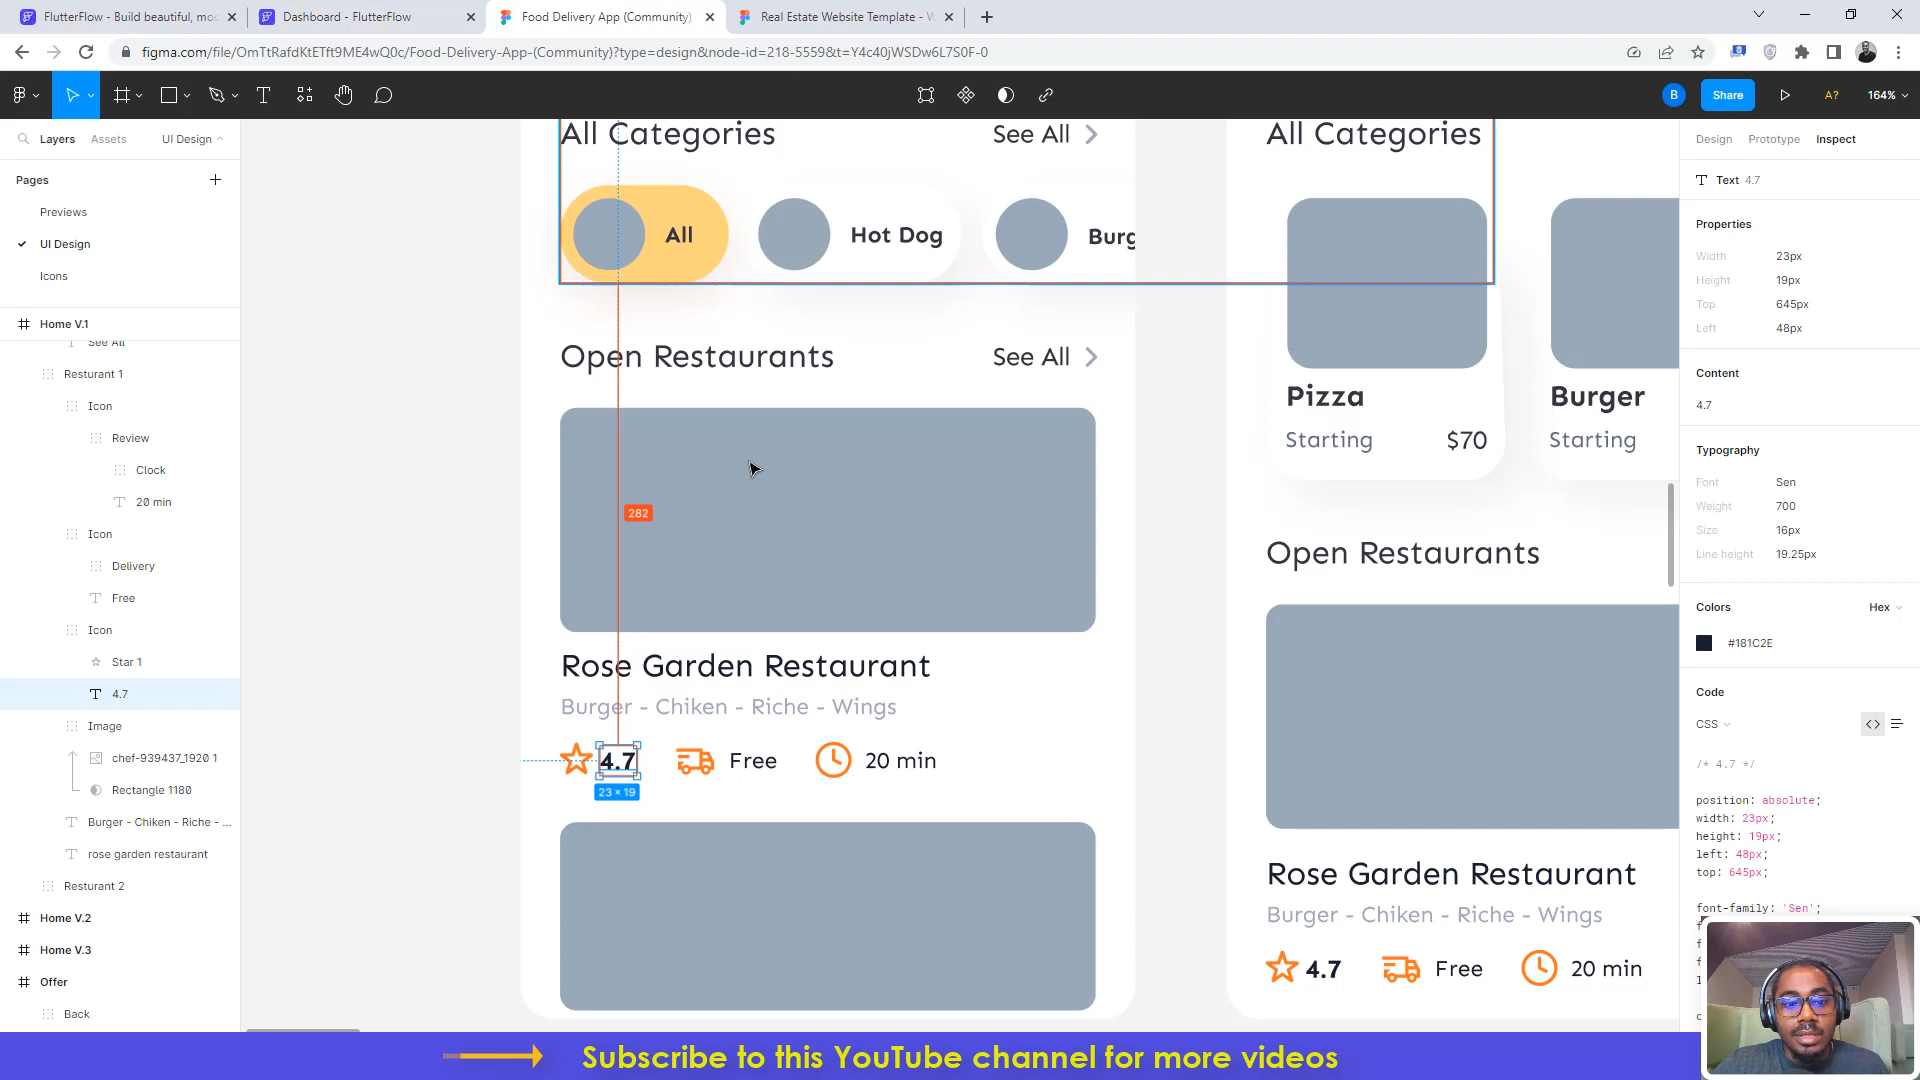 FlutterFlow - Build beautiful, mo
Dashboard - FlutterFlow
Food Delivery App (Community)
Real Estate Website Template - W
figma.com/file/OmTtRafdKtETft9ME4wQ0c/Food-Delivery-App-(Community)?type=design&node-id=218-5559&t=Y4c40jWSDw6L7S0F-0
B
Share
A?
164%
Layers
Assets
UI Design
Pages
Previews
UI Design
Icons
Home V.1
See All
Resturant 1
Icon
Review
Clock
20 min
Icon
Delivery
Free
Icon
Star 1
4.7
Image
chef-939437_1920 1
Rectangle 1180
Burger - Chiken - Riche - ...
rose garden restaurant
Resturant 2
Home V.2
Home V.3
Offer
Back
All Categories
See All
All
Hot Dog
Burg
Open Restaurants
See All
282
Rose Garden Restaurant
Burger - Chiken - Riche - Wings
4.7
Free
20 min
23 × 19
All Categories
Pizza
Starting
$70
Burger
Starting
Open Restaurants
Rose Garden Restaurant
Burger - Chiken - Riche - Wings
4.7
Free
20 min
Design
Prototype
Inspect
Text 4.7
Properties
Width 23px
Height 19px
Top 645px
Left 48px
Content
4.7
Typography
Font Sen
Weight 700
Size 16px
Line height 19.25px
Colors
Hex
#181C2E
Code
CSS
/* 4.7 */
position: absolute;
width: 23px;
height: 19px;
left: 48px;
top: 645px;
font-family: 'Sen';
Subscribe to this YouTube channel for more videos